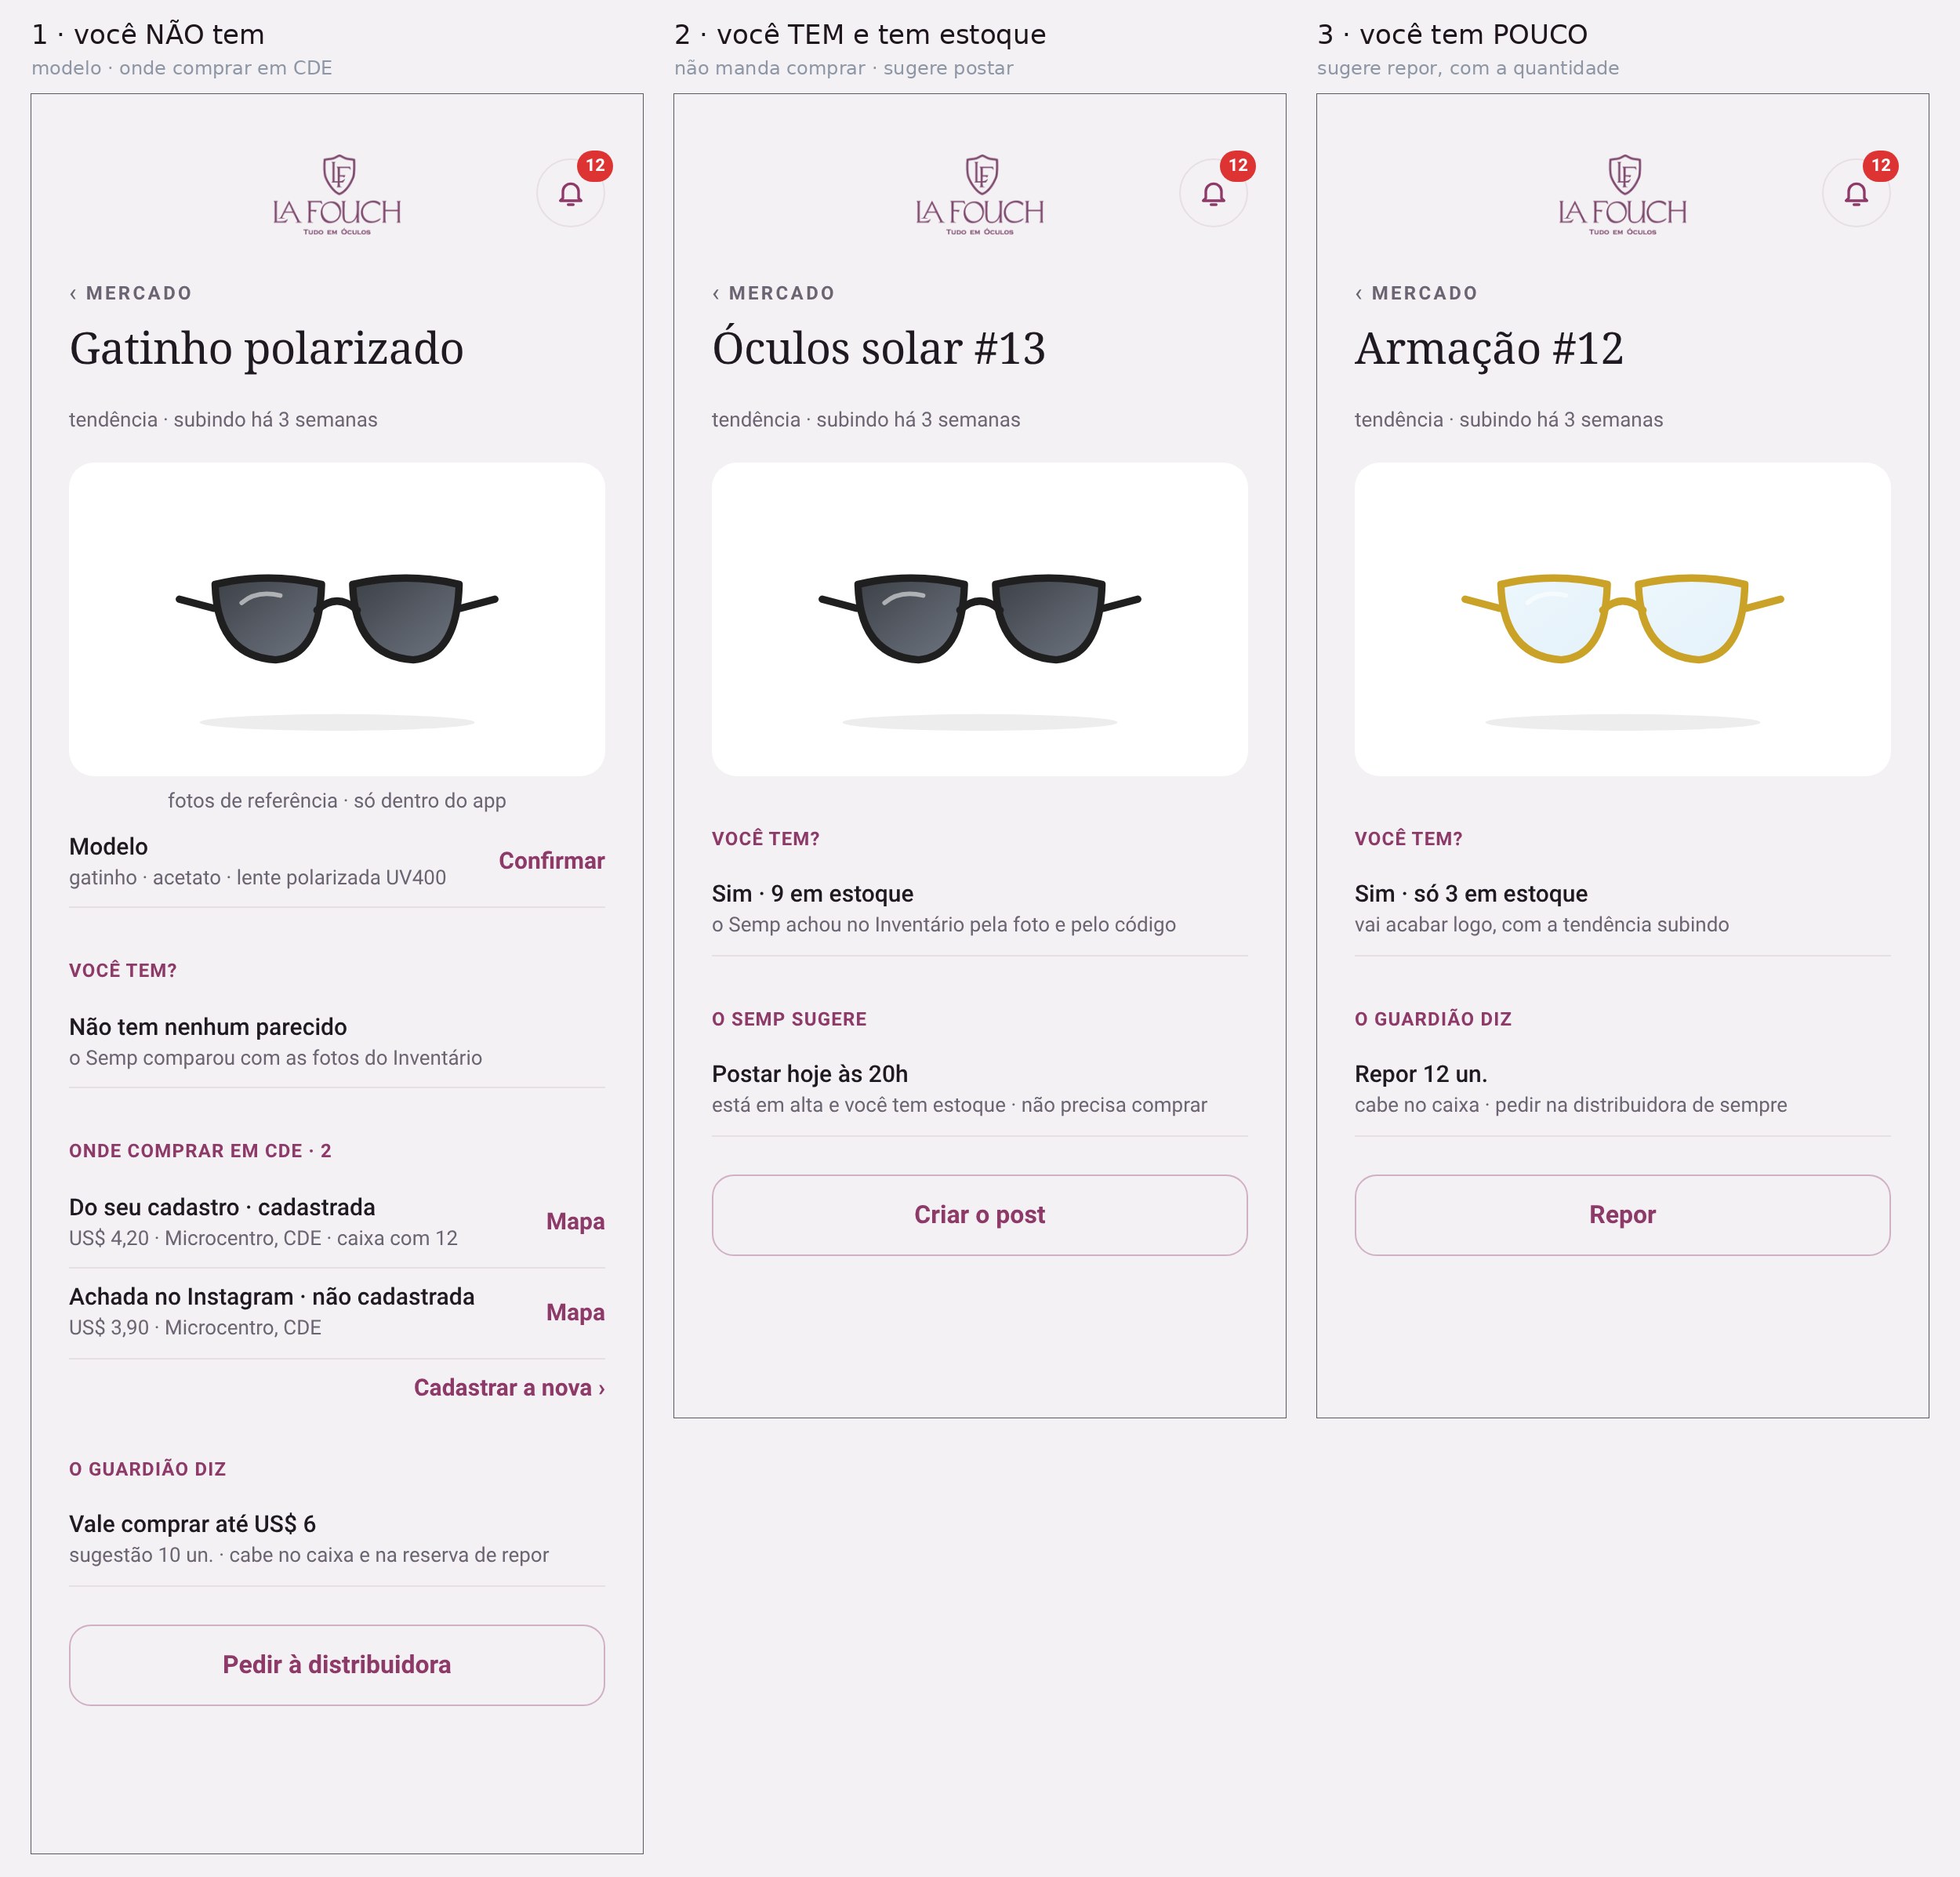 1 · você NÃO tem
modelo · onde comprar em CDE
LF
LA FOUCH
TUDO EM ÓCULOS
12
‹ MERCADO
Gatinho polarizado
tendência · subindo há 3 semanas
fotos de referência · só dentro do app
Modelo
gatinho · acetato · lente polarizada UV400
Confirmar
VOCÊ TEM?
Não tem nenhum parecido
o Semp comparou com as fotos do Inventário
ONDE COMPRAR EM CDE · 2
Do seu cadastro · cadastrada
US$ 4,20 · Microcentro, CDE · caixa com 12
Mapa
Achada no Instagram · não cadastrada
US$ 3,90 · Microcentro, CDE
Mapa
Cadastrar a nova ›
O GUARDIÃO DIZ
Vale comprar até US$ 6
sugestão 10 un. · cabe no caixa e na reserva de repor
Pedir à distribuidora
2 · você TEM e tem estoque
não manda comprar · sugere postar
LF
LA FOUCH
TUDO EM ÓCULOS
12
‹ MERCADO
Óculos solar #13
tendência · subindo há 3 semanas
VOCÊ TEM?
Sim · 9 em estoque
o Semp achou no Inventário pela foto e pelo código
O SEMP SUGERE
Postar hoje às 20h
está em alta e você tem estoque · não precisa comprar
Criar o post
3 · você tem POUCO
sugere repor, com a quantidade
LF
LA FOUCH
TUDO EM ÓCULOS
12
‹ MERCADO
Armação #12
tendência · subindo há 3 semanas
VOCÊ TEM?
Sim · só 3 em estoque
vai acabar logo, com a tendência subindo
O GUARDIÃO DIZ
Repor 12 un.
cabe no caixa · pedir na distribuidora de sempre
Repor